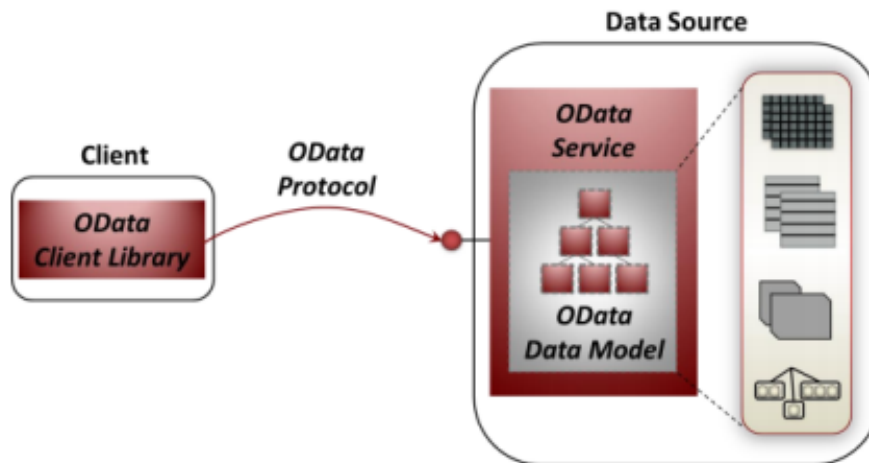 Data Source
Client
OData
Client Library
OData
Protocol
OData
Service
OData
Data Model